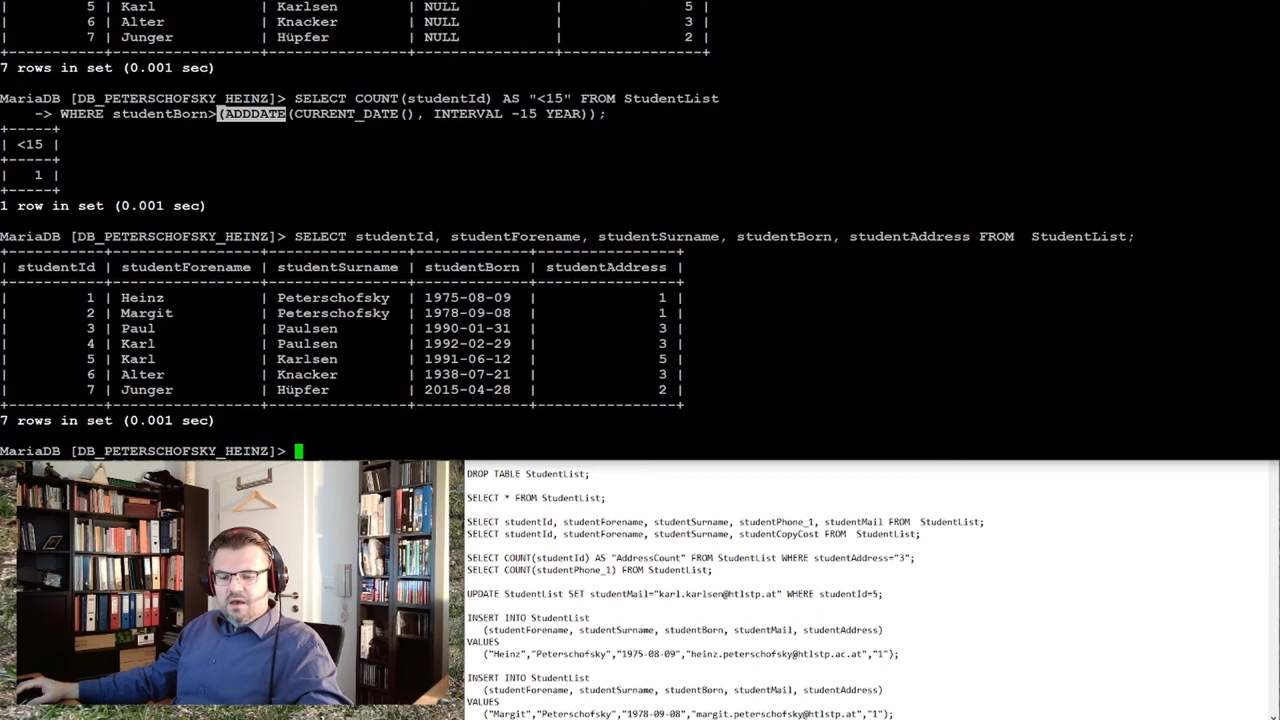 |         5 | Karl            | Karlsen        | NULL            |              5 |
|         6 | Alter           | Knacker        | NULL            |              3 |
|         7 | Junger          | Hüpfer         | NULL            |              2 |
+-----------+-----------------+----------------+-----------------+----------------+
7 rows in set (0.001 sec)
MariaDB [DB_PETERSCHOFSKY_HEINZ]> SELECT COUNT(studentId) AS "<15" FROM StudentList
    -> WHERE studentBorn>(ADDDATE(CURRENT_DATE(), INTERVAL -15 YEAR));
+-----+
| <15 |
+-----+
|   1 |
+-----+
1 row in set (0.001 sec)
MariaDB [DB_PETERSCHOFSKY_HEINZ]> SELECT studentId, studentForename, studentSurname, studentBorn, studentAddress FROM  StudentList;
+-----------+-----------------+----------------+-------------+----------------+
| studentId | studentForename | studentSurname | studentBorn | studentAddress |
+-----------+-----------------+----------------+-------------+----------------+
|         1 | Heinz           | Peterschofsky  | 1975-08-09  |              1 |
|         2 | Margit          | Peterschofsky  | 1978-09-08  |              1 |
|         3 | Paul            | Paulsen        | 1990-01-31  |              3 |
|         4 | Karl            | Paulsen        | 1992-02-29  |              3 |
|         5 | Karl            | Karlsen        | 1991-06-12  |              5 |
|         6 | Alter           | Knacker        | 1938-07-21  |              3 |
|         7 | Junger          | Hüpfer         | 2015-04-28  |              2 |
+-----------+-----------------+----------------+-------------+----------------+
7 rows in set (0.001 sec)
MariaDB [DB_PETERSCHOFSKY_HEINZ]>
DROP TABLE StudentList;
SELECT * FROM StudentList;
SELECT studentId, studentForename, studentSurname, studentPhone_1, studentMail FROM  StudentList;
SELECT studentId, studentForename, studentSurname, studentCopyCost FROM  StudentList;
SELECT COUNT(studentId) AS "AddressCount" FROM StudentList WHERE studentAddress="3";
SELECT COUNT(studentPhone_1) FROM StudentList;
UPDATE StudentList SET studentMail="karl.karlsen@htlstp.at" WHERE studentId=5;
INSERT INTO StudentList
(studentForename, studentSurname, studentBorn, studentMail, studentAddress)
VALUES
("Heinz","Peterschofsky","1975-08-09","heinz.peterschofsky@htlstp.ac.at","1");
INSERT INTO StudentList
(studentForename, studentSurname, studentBorn, studentMail, studentAddress)
VALUES
("Margit","Peterschofsky","1978-09-08","margit.peterschofsky@htlstp.at","1");